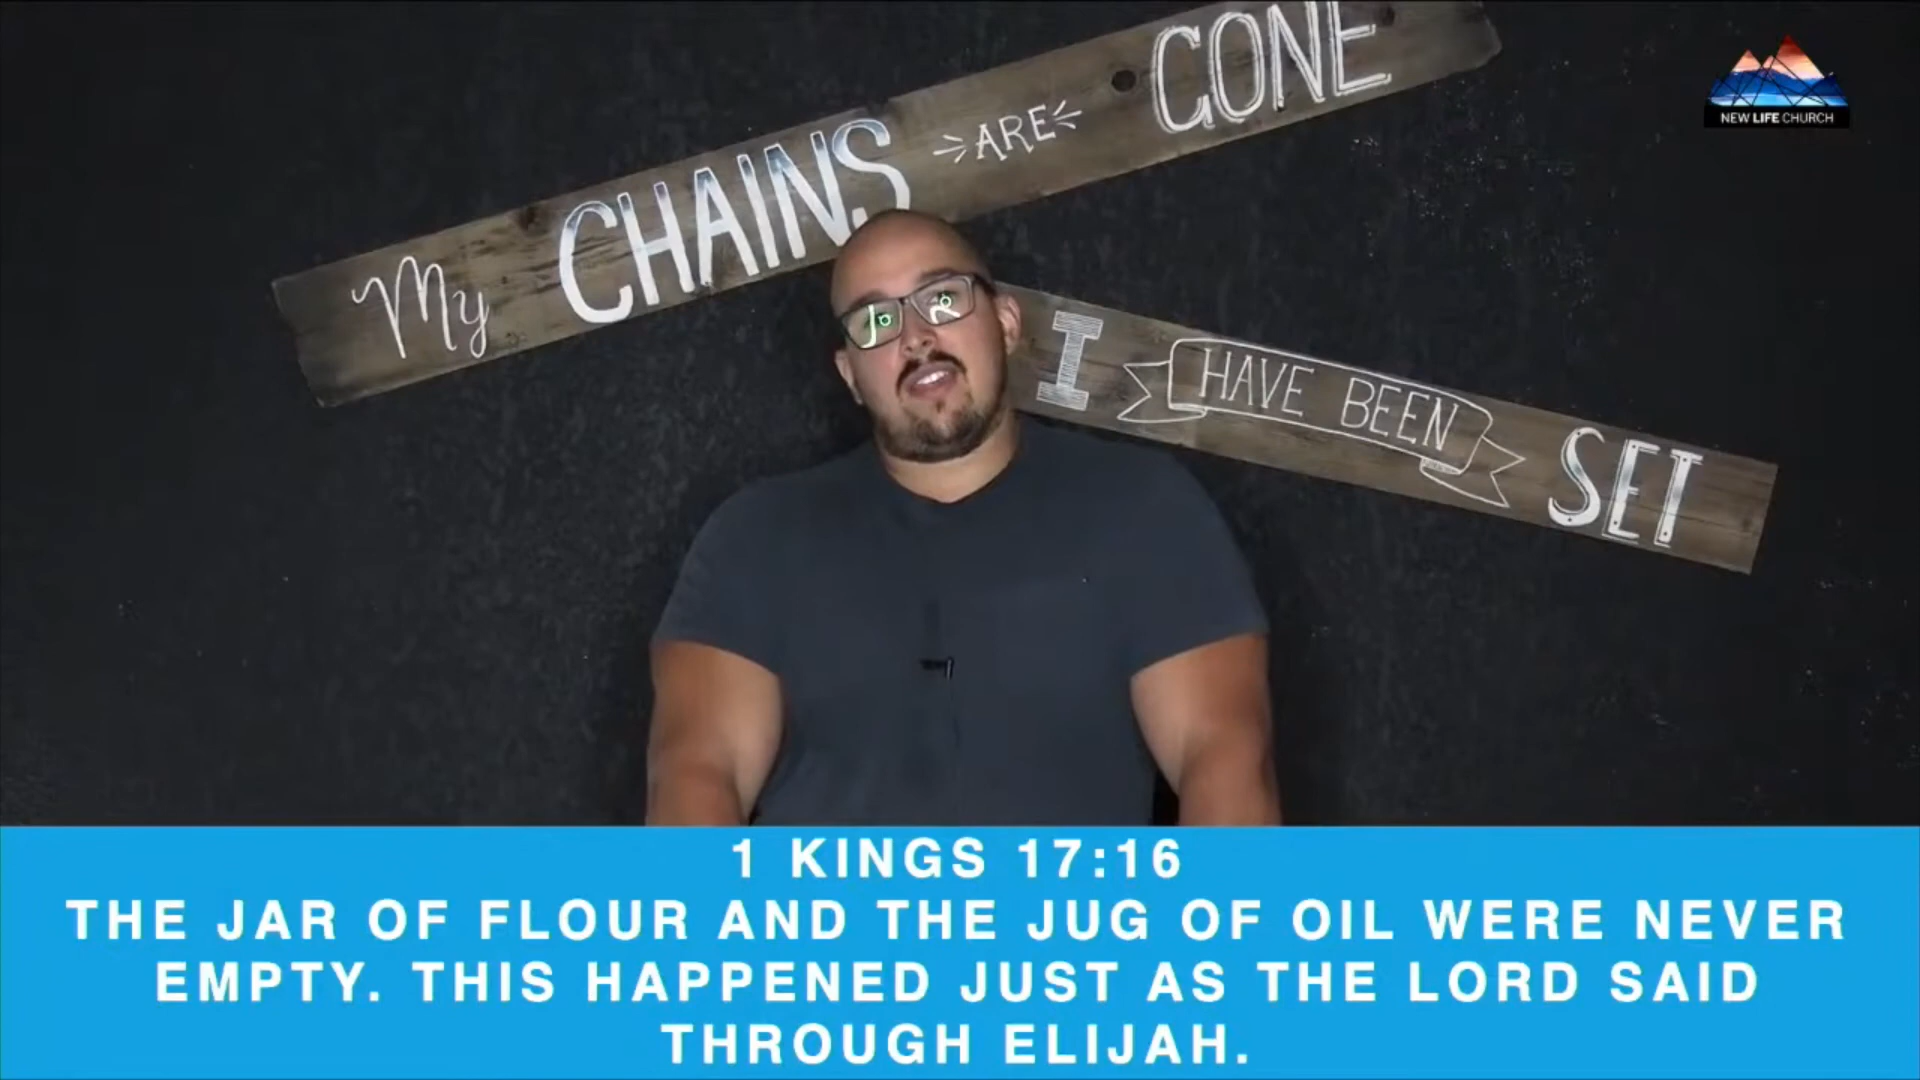 My CHAINS ARE GONE
NEW LIFE CHURCH
I HAVE BEEN SET
1 KINGS 17:16
THE JAR OF FLOUR AND THE JUG OF OIL WERE NEVER
EMPTY. THIS HAPPENED JUST AS THE LORD SAID
THROUGH ELIJAH.